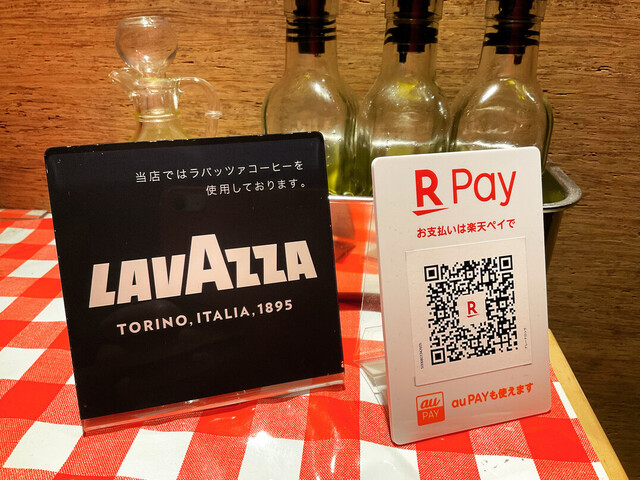 当店ではラバッツァコーヒーを
使用しております。
LAVAZZA
TORINO, ITALIA, 1895
R Pay
お支払いは楽天ペイで
R
au
PAY
au PAYも使えます